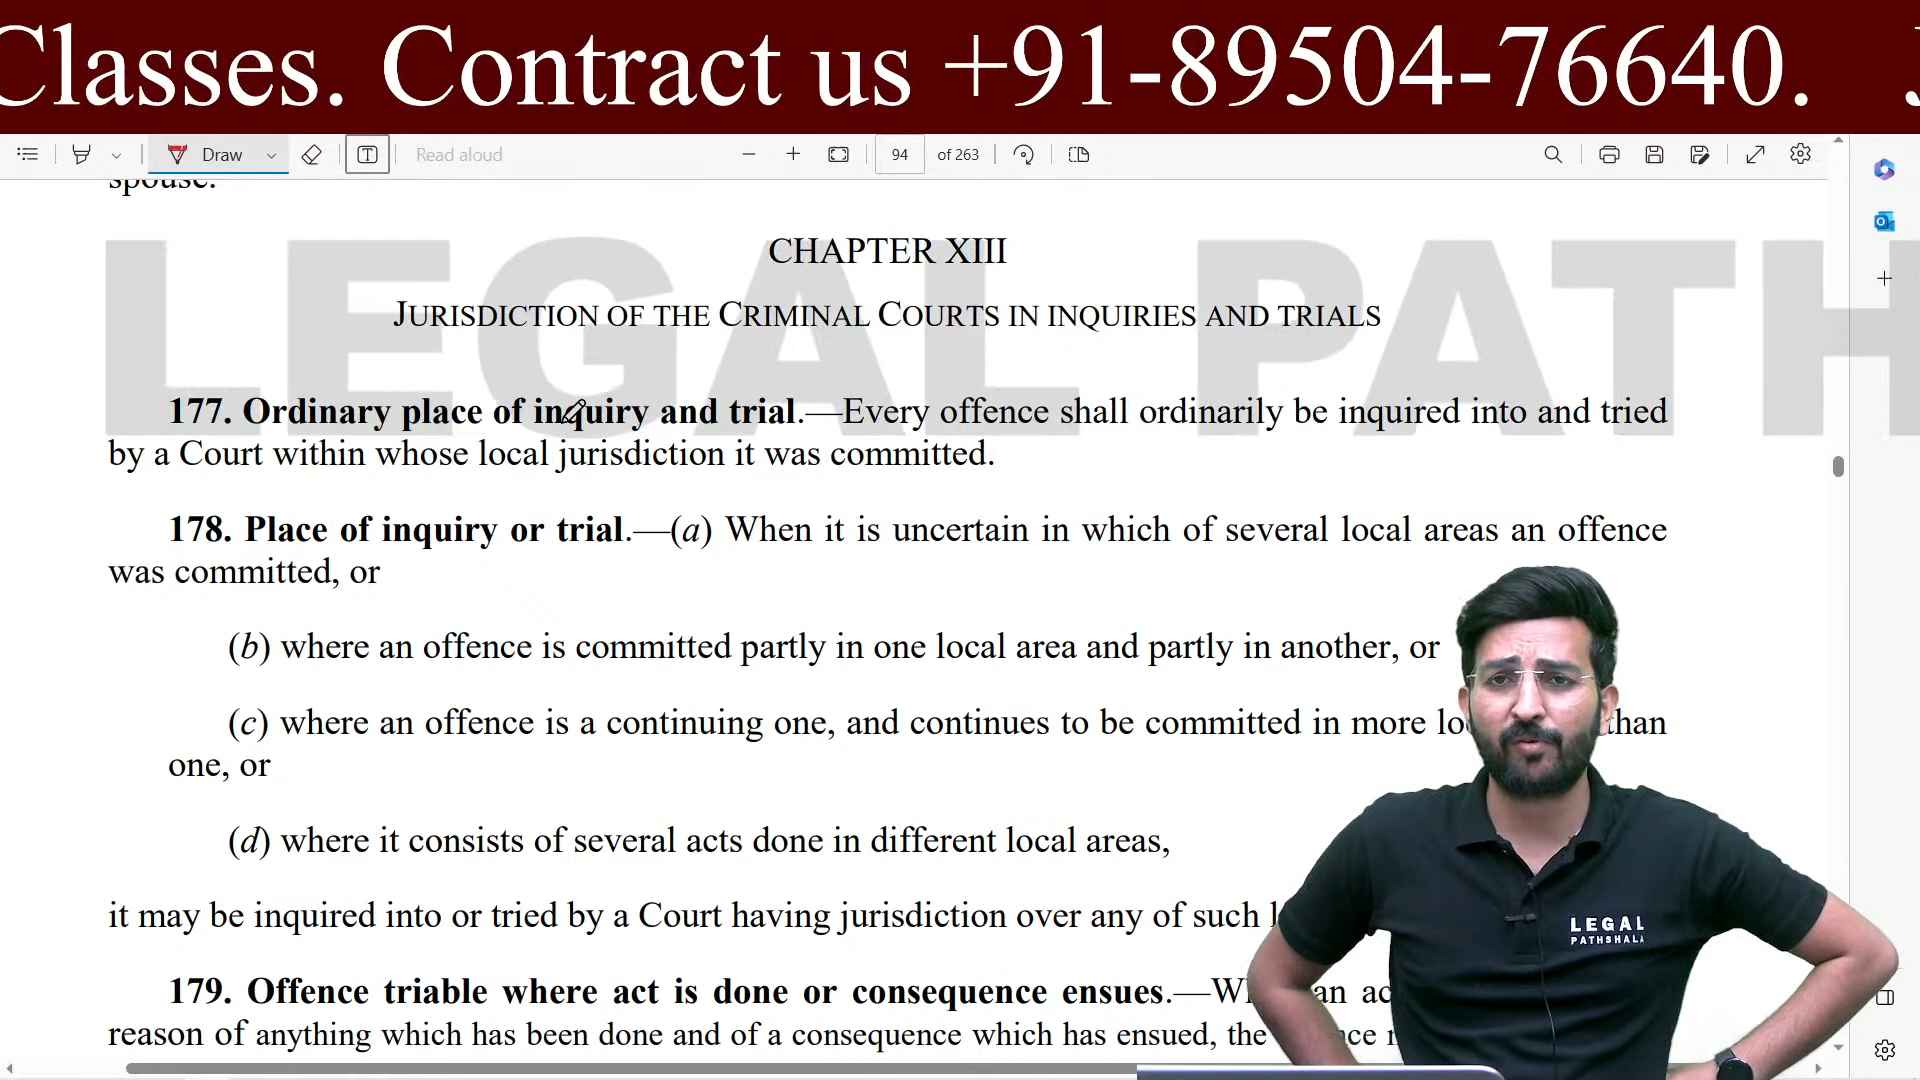 Classes. Contract us +91-89504-76640.
Draw
Read aloud
94 of 263
spouse.
LEGAL PATH
CHAPTER XIII
JURISDICTION OF THE CRIMINAL COURTS IN INQUIRIES AND TRIALS
177. Ordinary place of inquiry and trial.—Every offence shall ordinarily be inquired into and tried
by a Court within whose local jurisdiction it was committed.
178. Place of inquiry or trial.—(a) When it is uncertain in which of several local areas an offence
was committed, or
(b) where an offence is committed partly in one local area and partly in another, or
(c) where an offence is a continuing one, and continues to be committed in more than
one, or
(d) where it consists of several acts done in different local areas,
it may be inquired into or tried by a Court having jurisdiction over any of such
LEGAL
PATHSHALA
179. Offence triable where act is done or consequence ensues.—
reason of anything which has been done and of a consequence which has ensued, the